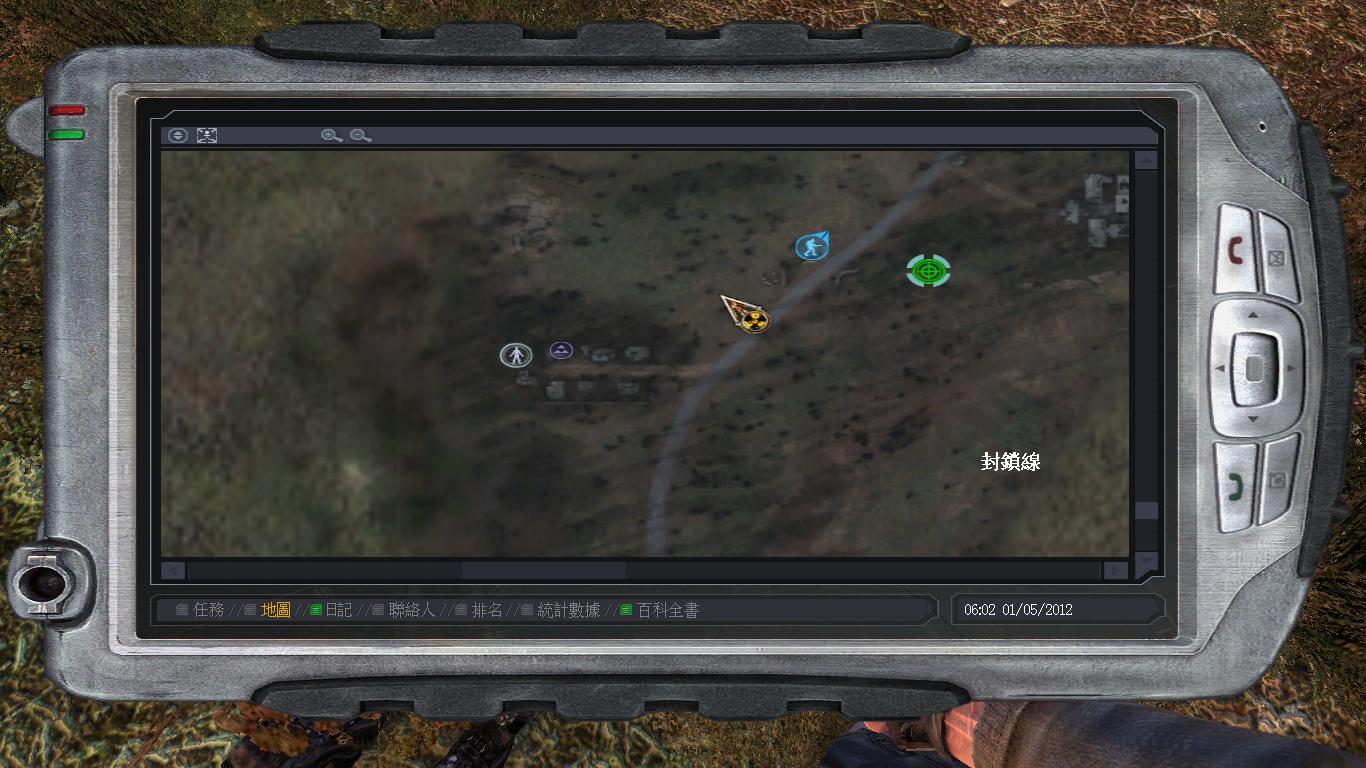 封鎖線
任務 // 地圖 // 日記 // 聯絡人 // 排名 // 統計數據 // 百科全書
06:02 01/05/2012